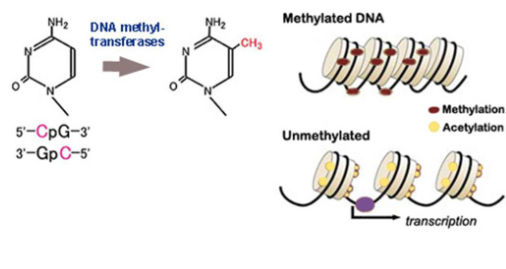 NH₂
N
O
N
DNA methyl-
transferases
NH₂
CH₃
N
O
N
5'–CpG–3'
3'–GpC–5'
Methylated DNA
Methylation
Acetylation
Unmethylated
transcription